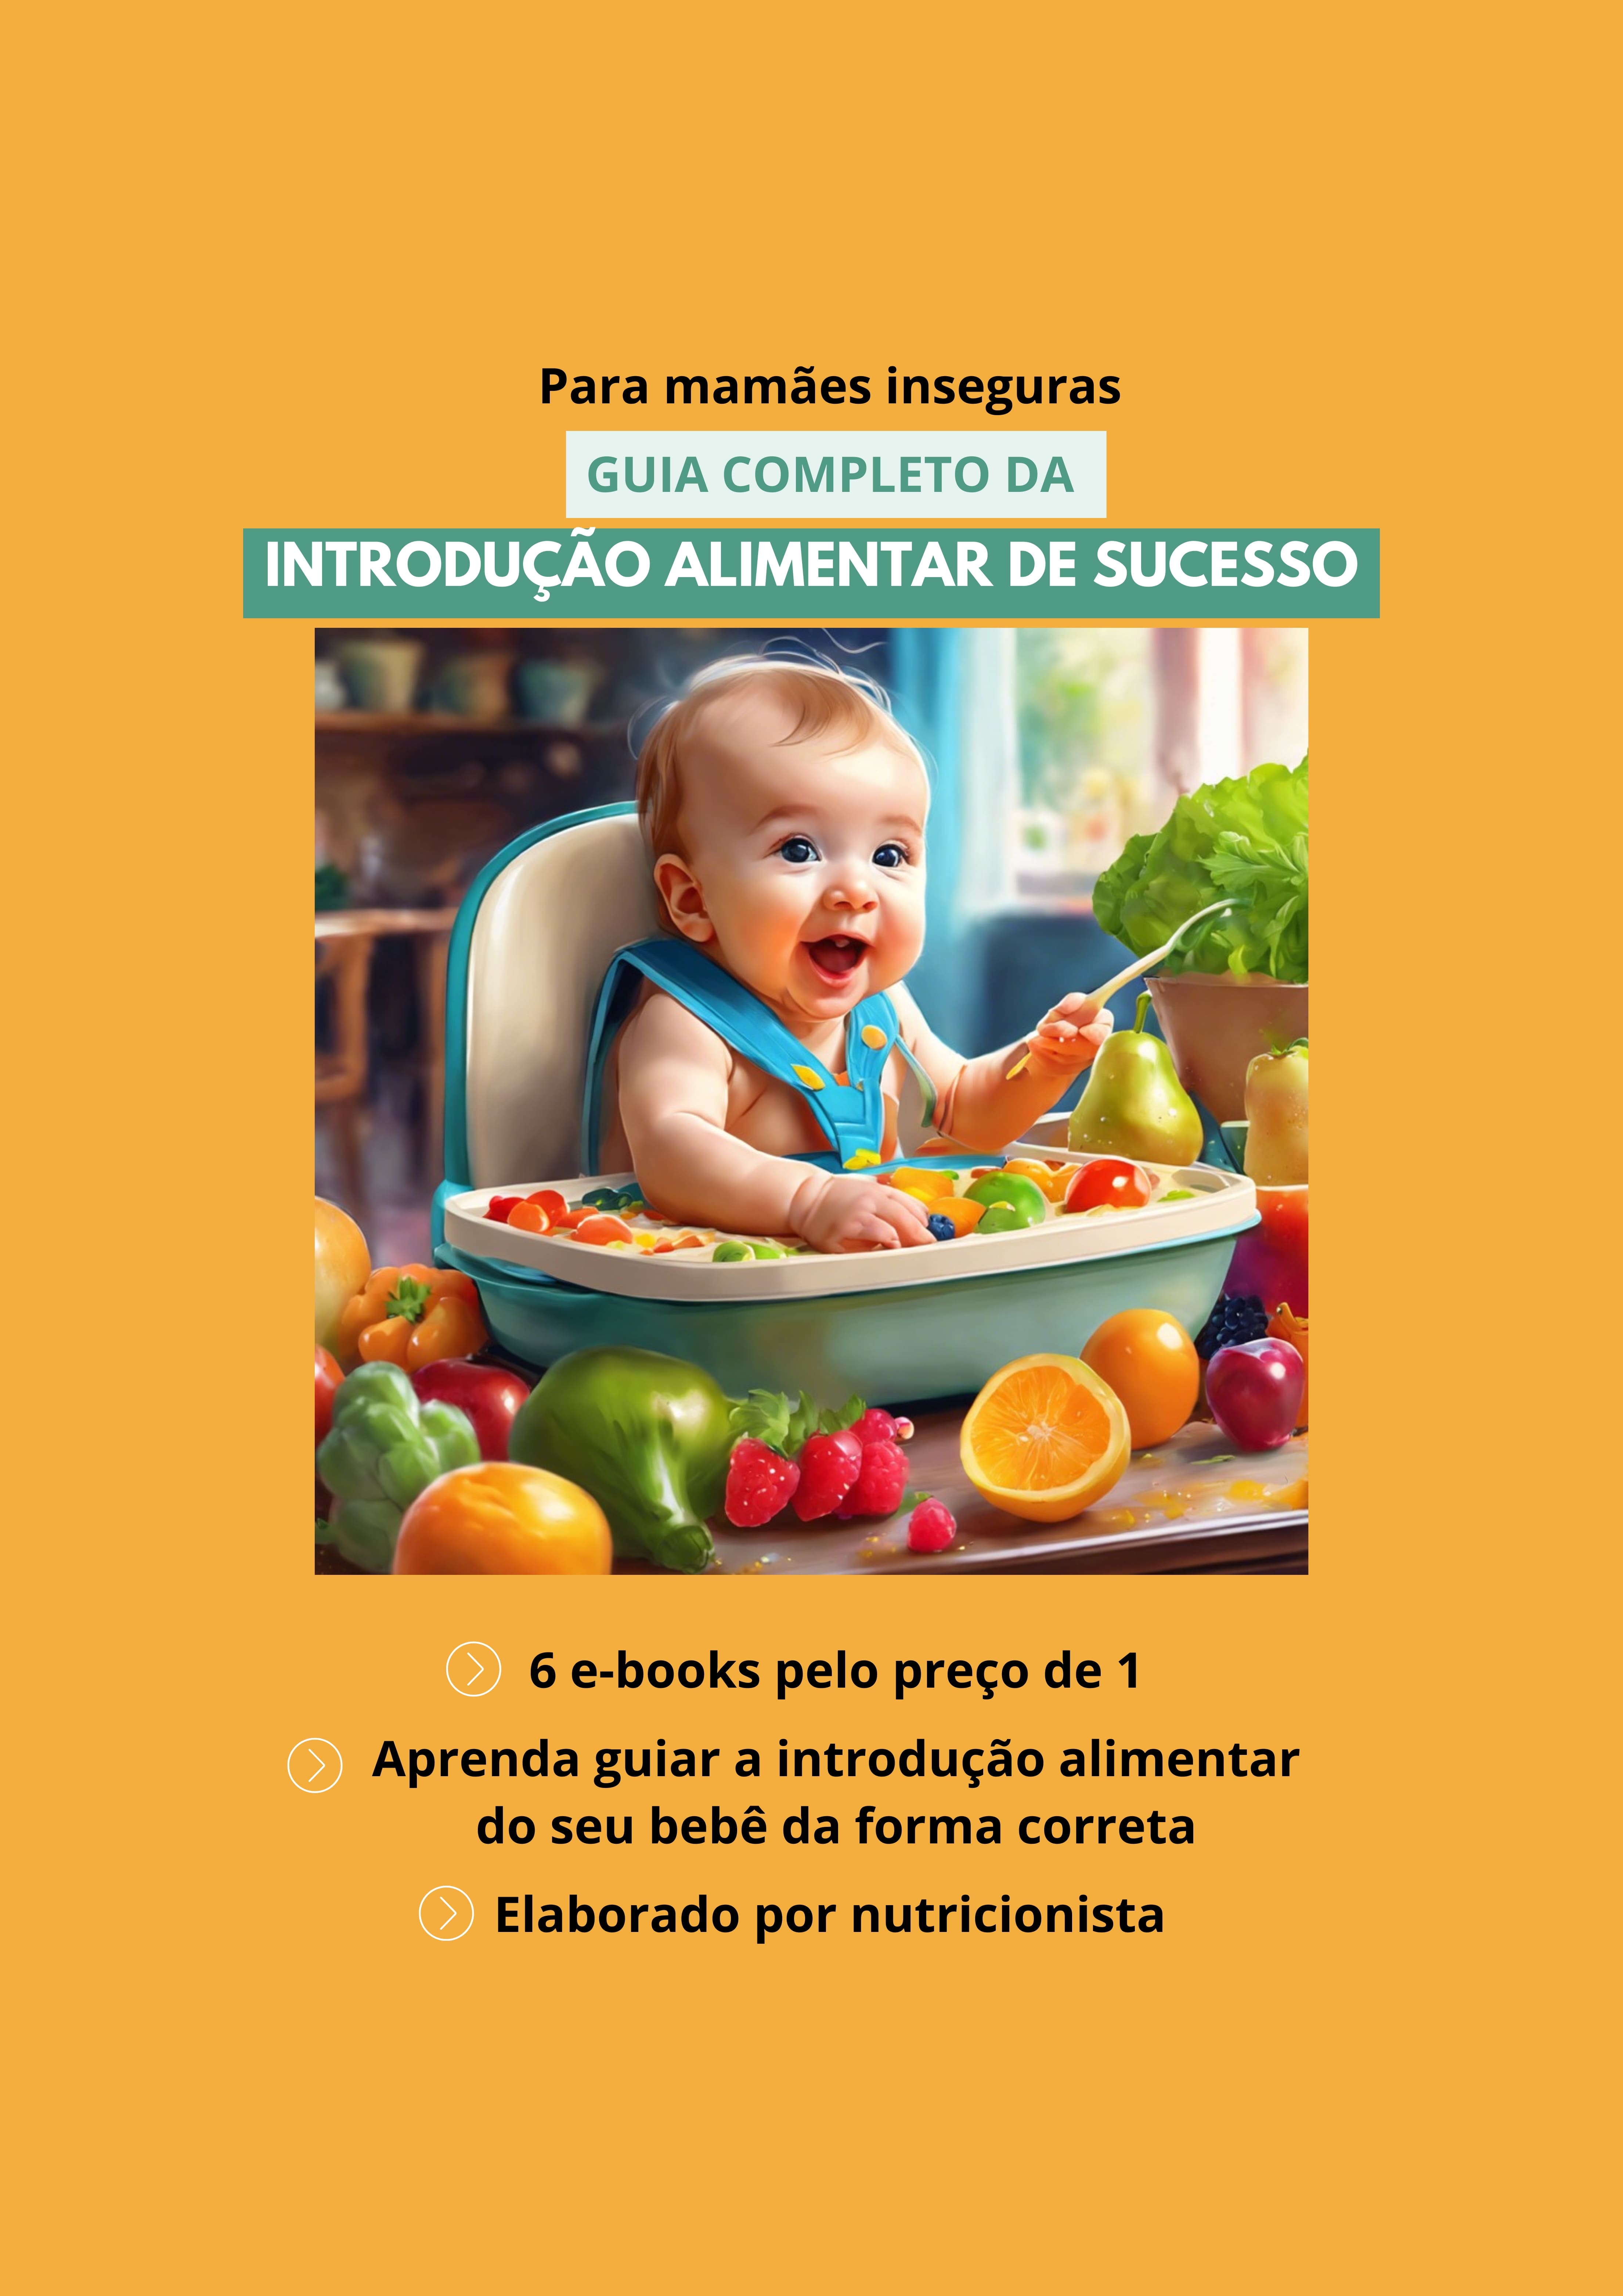 Para mamães inseguras
GUIA COMPLETO DA
INTRODUÇÃO ALIMENTAR DE SUCESSO
6 e-books pelo preço de 1
Aprenda guiar a introdução alimentar
do seu bebê da forma correta
Elaborado por nutricionista